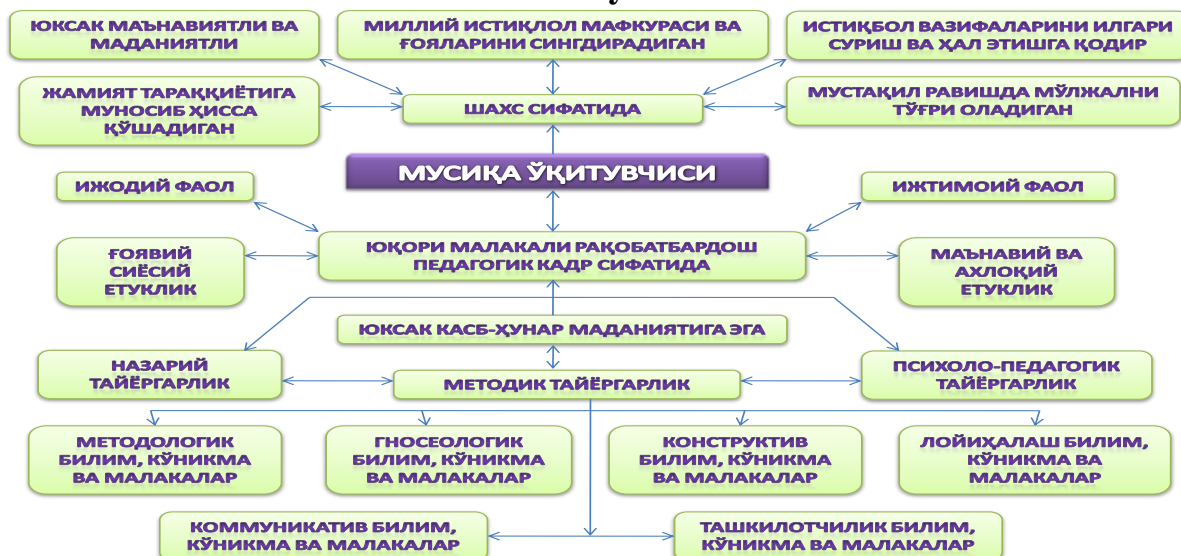 ЮКСАК МАЪНАВИЯТЛИ ВА
МАДАНИЯТЛИ
МИЛЛИЙ ИСТИҚЛОЛ МАФКУРАСИ ВА
ҒОЯЛАРИНИ СИНГДИРАДИГАН
ИСТИҚБОЛ ВАЗИФАЛАРИНИ ИЛГАРИ
СУРИШ ВА ҲАЛ ЭТИШГА ҚОДИР
ЖАМИЯТ ТАРАҚҚИЁТИГА
МУНОСИБ ҲИССА
ҚЎШАДИГАН
ШАХС СИФАТИДА
МУСТАҚИЛ РАВИШДА МЎЛЖАЛНИ
ТЎҒРИ ОЛАДИГАН
МУСИҚА ЎҚИТУВЧИСИ
ИЖОДИЙ ФАОЛ
ИЖТИМОИЙ ФАОЛ
ҒОЯВИЙ
СИЁСИЙ
ЕТУКЛИК
ЮҚОРИ МАЛАКАЛИ РАҚОБАТБАРДОШ
ПЕДАГОГИК КАДР СИФАТИДА
МАЪНАВИЙ ВА
АХЛОҚИЙ
ЕТУКЛИК
ЮКСАК КАСБ-ҲУНАР МАДАНИЯТИГА ЭГА
НАЗАРИЙ
ТАЙЁРГАРЛИК
МЕТОДИК ТАЙЁРГАРЛИК
ПСИХОЛО-ПЕДАГОГИК
ТАЙЁРГАРЛИК
МЕТОДОЛОГИК
БИЛИМ, КЎНИКМА
ВА МАЛАКАЛАР
ГНОСЕОЛОГИК
БИЛИМ, КЎНИКМА
ВА МАЛАКАЛАР
КОНСТРУКТИВ
БИЛИМ, КЎНИКМА
ВА МАЛАКАЛАР
ЛОЙИҲАЛАШ БИЛИМ,
КЎНИКМА ВА
МАЛАКАЛАР
КОММУНИКАТИВ БИЛИМ,
КЎНИКМА ВА МАЛАКАЛАР
ТАШКИЛОТЧИЛИК БИЛИМ,
КЎНИКМА ВА МАЛАКАЛАР